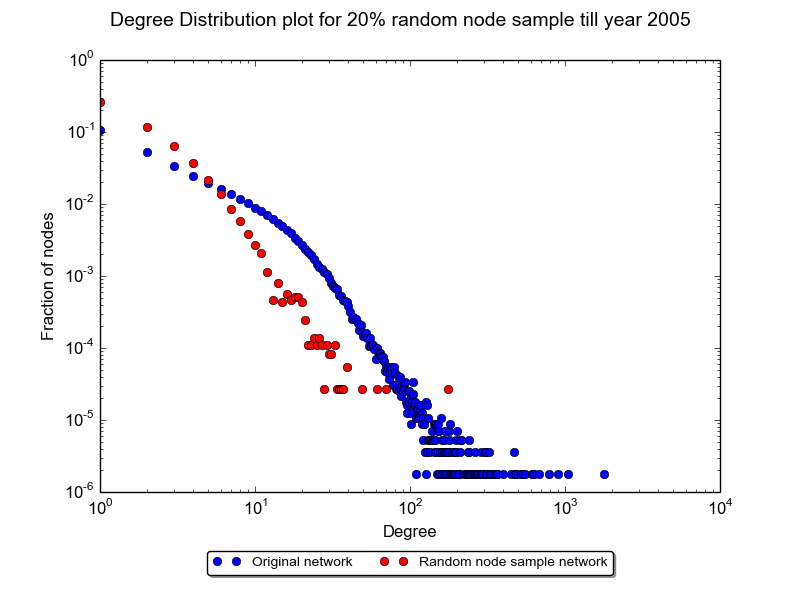 Degree Distribution plot for 20% random node sample till year 2005
10^0
10^-1
10^-2
10^-3
10^-4
10^-5
10^-6
Fraction of nodes
10^0 10^1 10^2 10^3 10^4
Degree
Original network Random node sample network